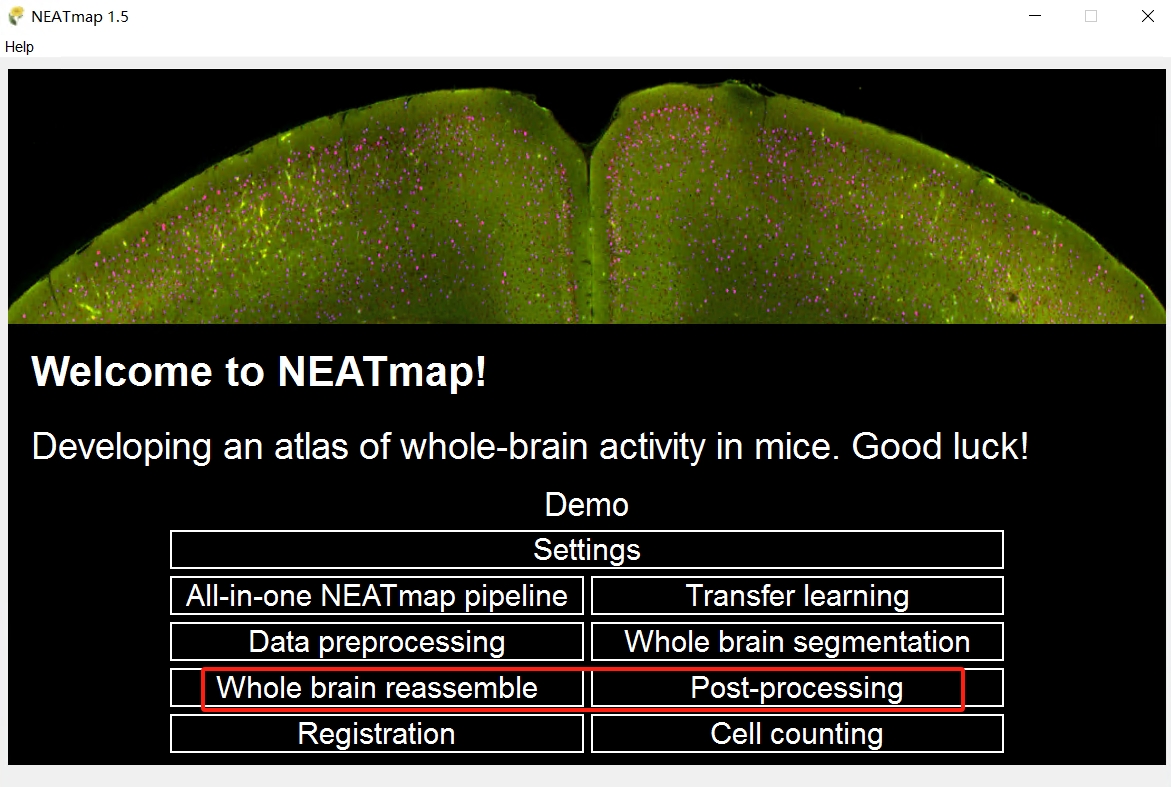 NEATmap 1.5
Help
Welcome to NEATmap!
Developing an atlas of whole-brain activity in mice. Good luck!
Demo
Settings
All-in-one NEATmap pipeline Transfer learning
Data preprocessing Whole brain segmentation
Whole brain reassemble Post-processing
Registration Cell counting